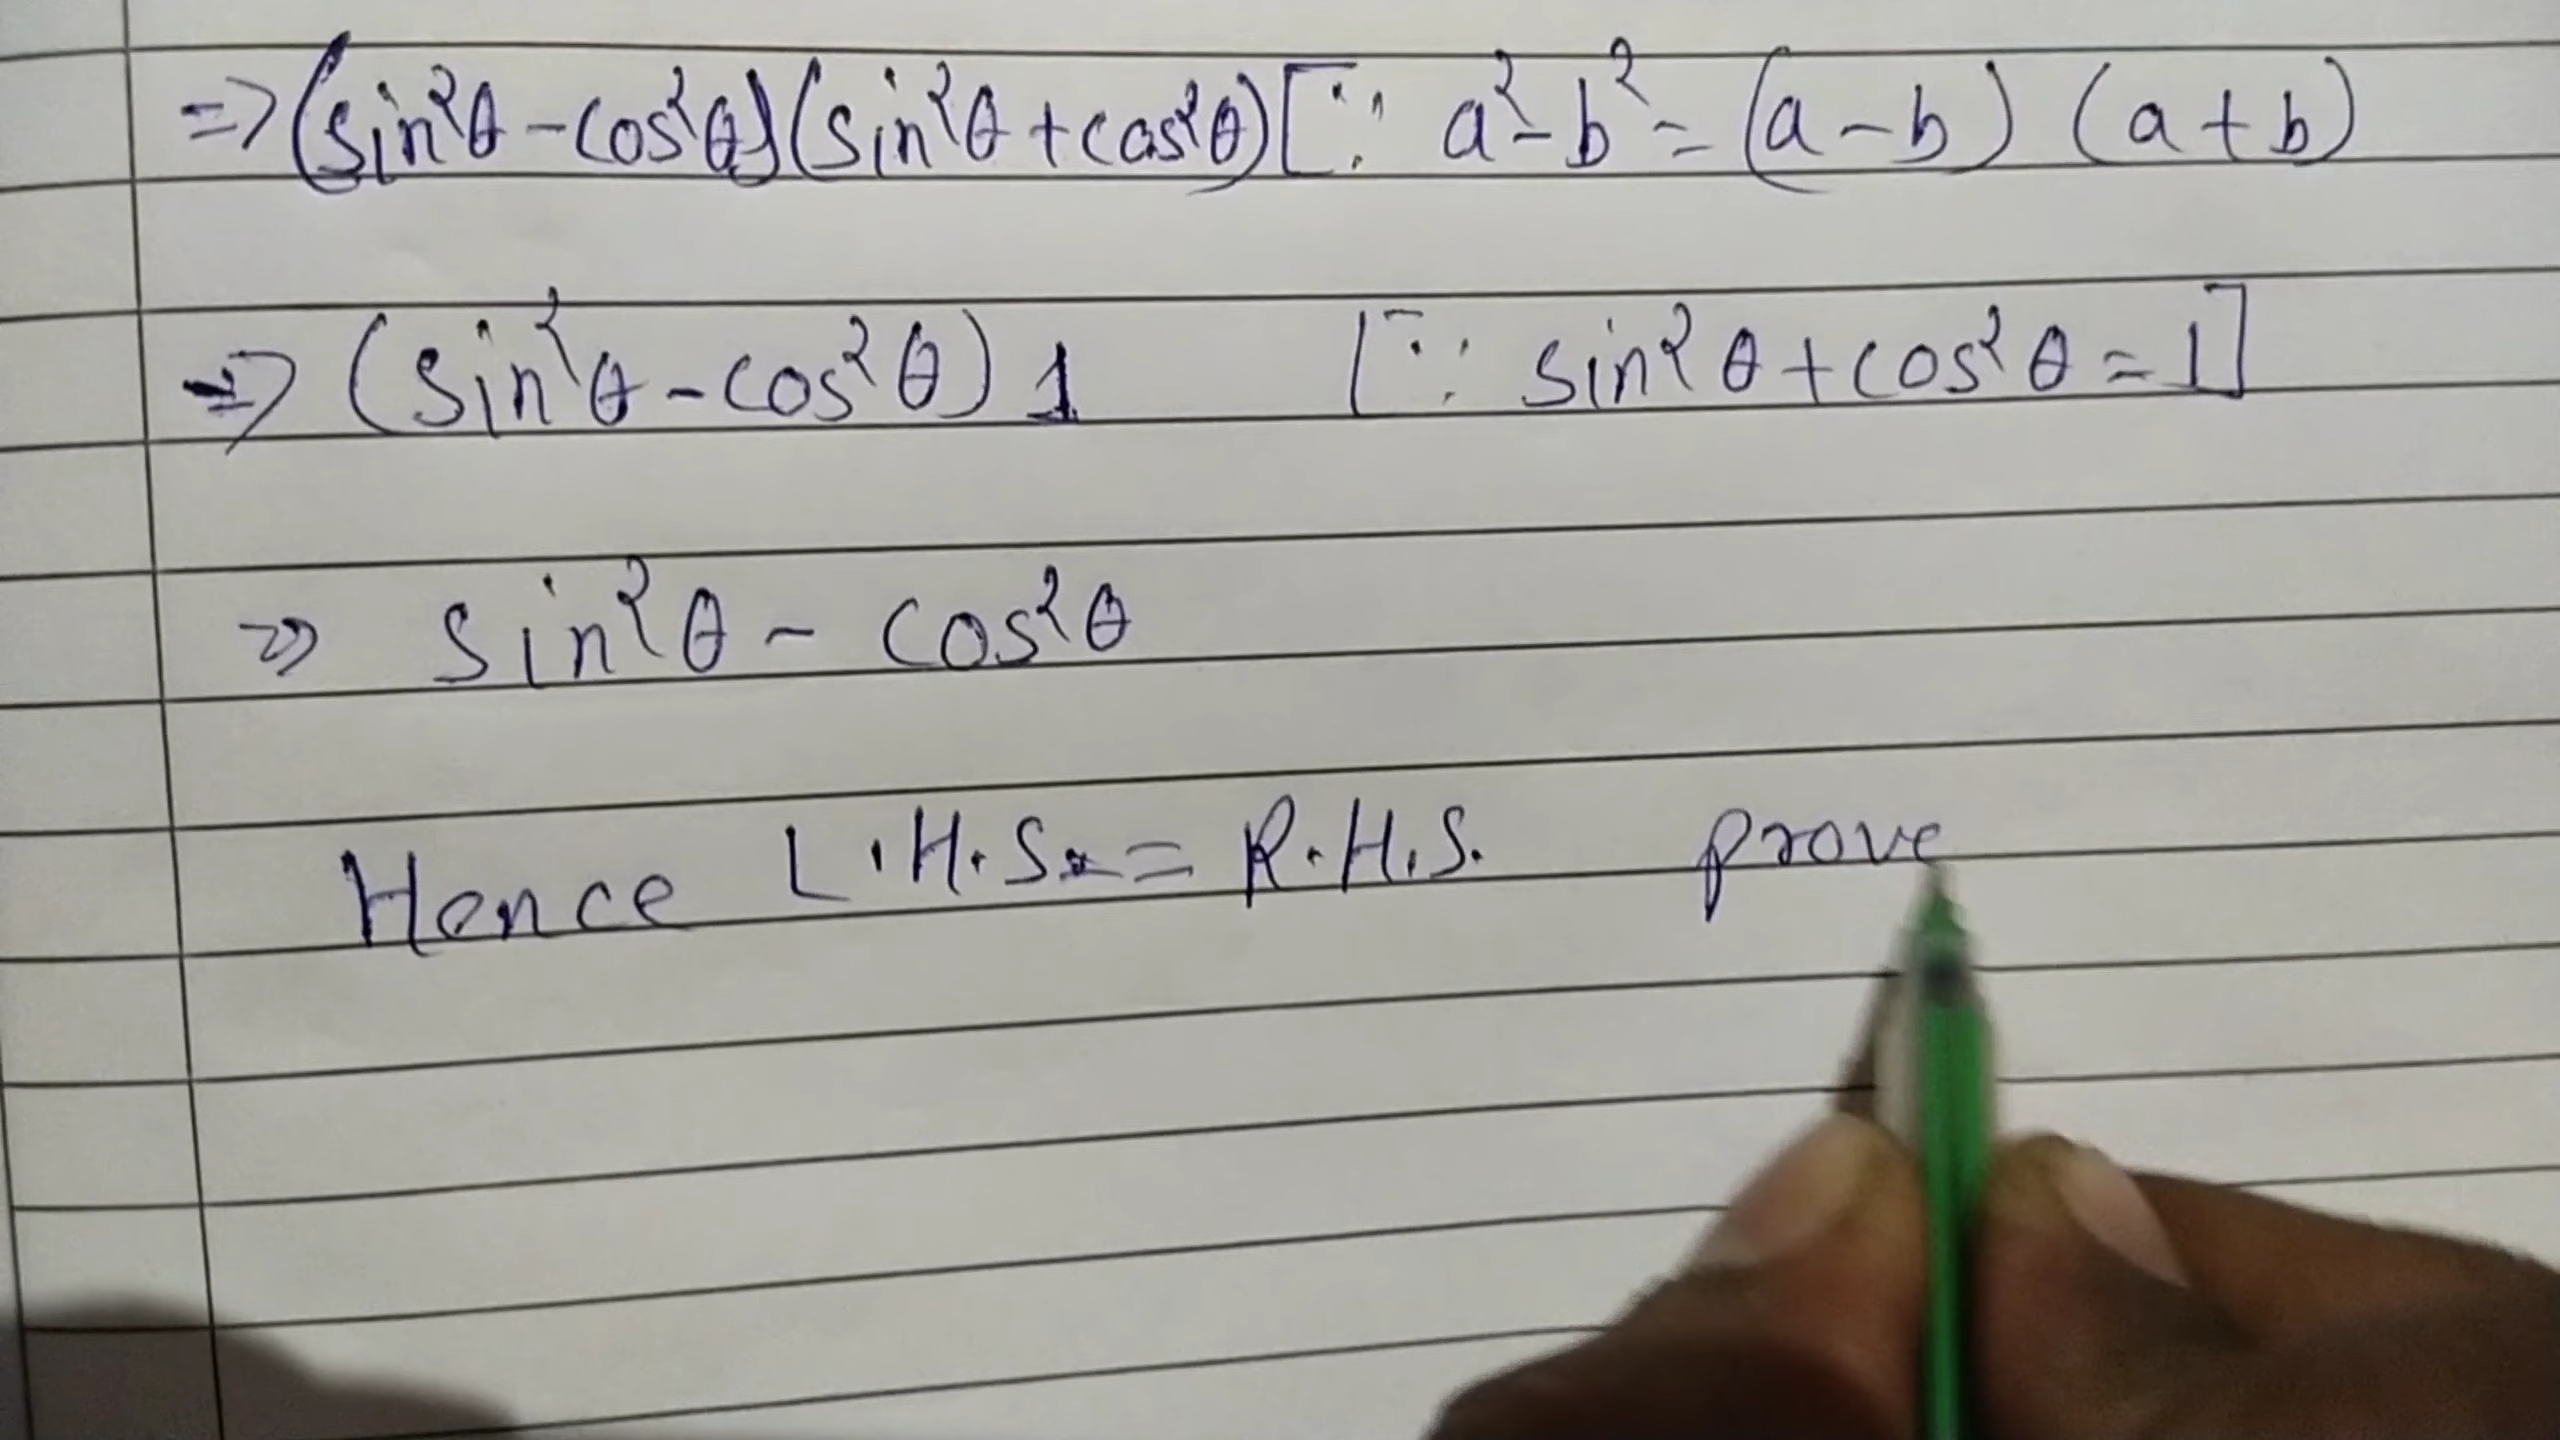 => (sin²θ - cos²θ)(sin²θ + cos²θ) [∵ a² - b² = (a - b) (a + b)
=> (sin²θ - cos²θ) 1 [∵ sin²θ + cos²θ = 1]
=> sin²θ - cos²θ
Hence L.H.S. = R.H.S. prove